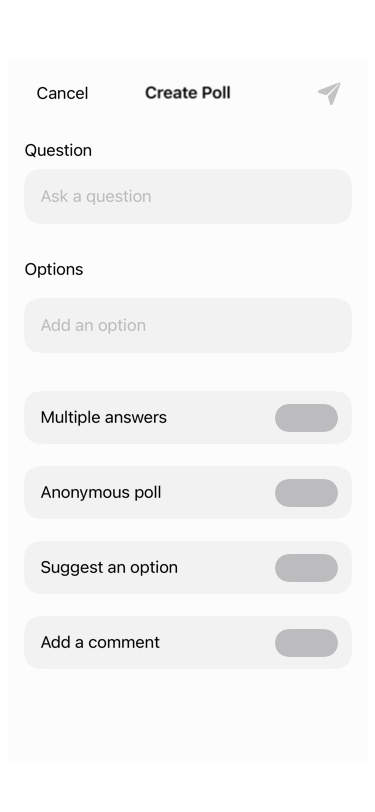 Cancel Create Poll
Question
Ask a question
Options
Add an option
Multiple answers
Anonymous poll
Suggest an option
Add a comment